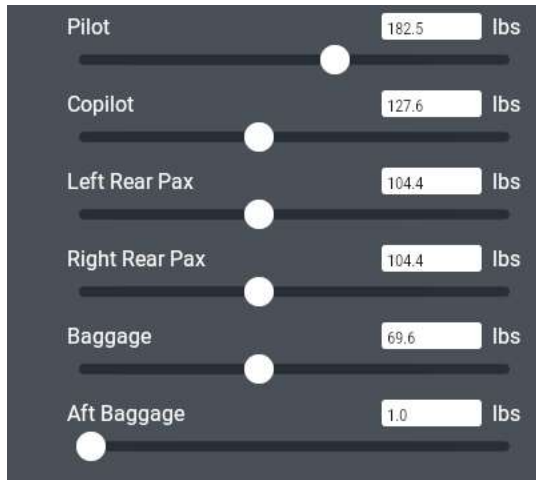 Pilot 182.5 lbs
Copilot 127.6 lbs
Left Rear Pax 104.4 lbs
Right Rear Pax 104.4 lbs
Baggage 69.6 lbs
Aft Baggage 1.0 lbs